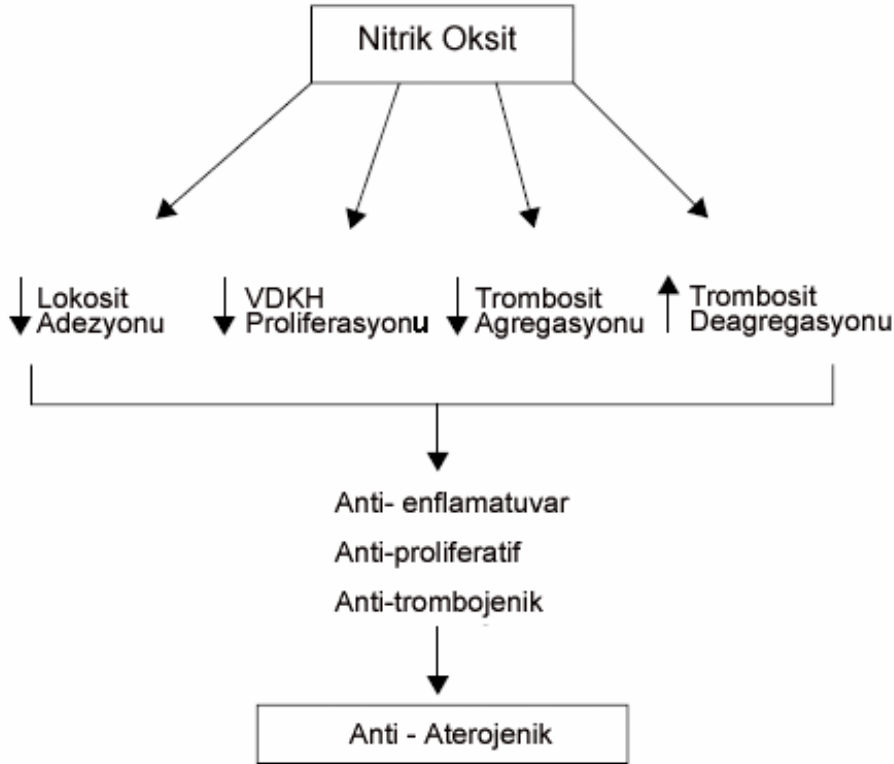 Nitrik Oksit
Lokosit
Adezyonu
VDKH
Proliferasyonu
Trombosit
Agregasyonu
Trombosit
Deagregasyonu
Anti- enflamatuvar
Anti-proliferatif
Anti-trombojenik
Anti - Aterojenik